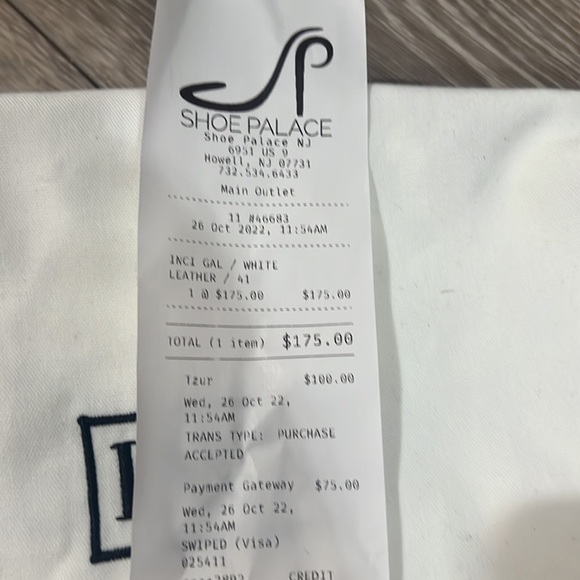 SHOE PALACE
Shoe Palace NJ
6951 US 9
Howell, NJ 07731
732.534.6433
Main Outlet
11 #46683
26 Oct 2022, 11:54AM
INCI GAL / WHITE
LEATHER / 41
1 @ $175.00 $175.00
TOTAL (1 item) $175.00
Tzur $100.00
Wed, 26 Oct 22,
11:54AM
TRANS TYPE: PURCHASE
ACCEPTED
Payment Gateway $75.00
Wed, 26 Oct 22,
11:54AM
SWIPED (Visa)
025411
CREDIT